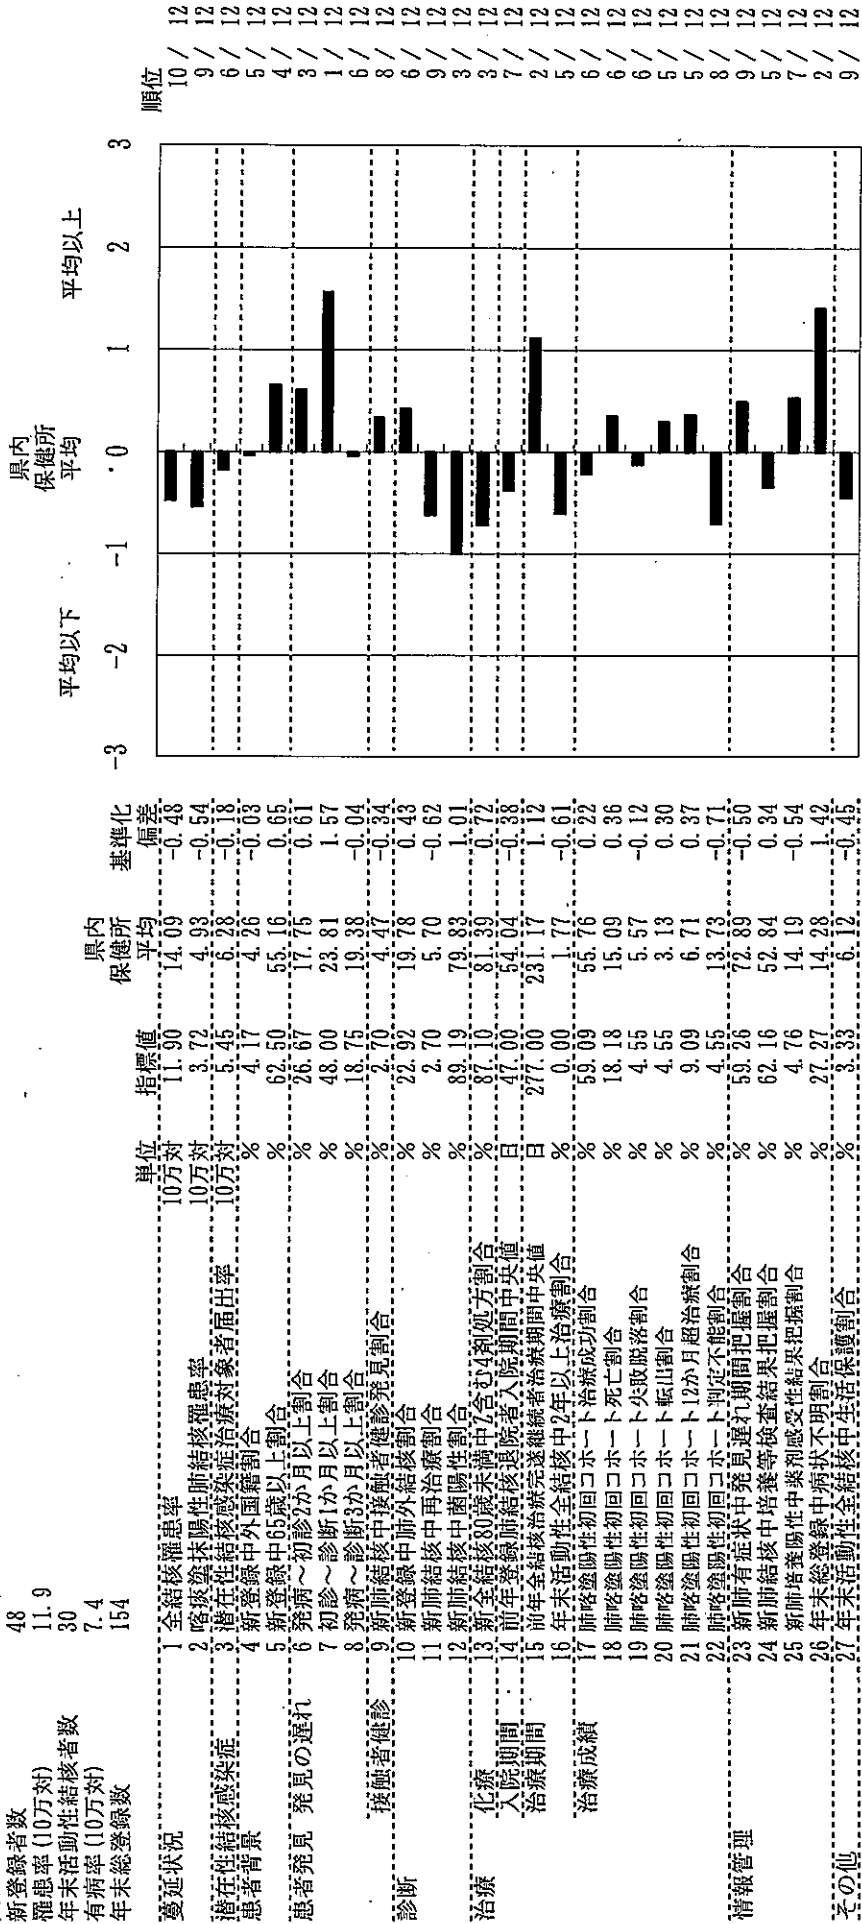 新登録者数 48
罹患率(10万対) 11.9
年末活動性結核者数 30
有病率(10万対) 7.4
年末総登録数 154
単位 指標値 県内保健所平均 基準化偏差 平均以下 県内保健所平均 平均以上 順位
-3 -2 -1 0 1 2 3
蔓延状況 1 全結核罹患率 10万対 11.90 14.09 -0.48 10 / 12
2 喀痰塗抹陽性肺結核罹患率 10万対 3.72 4.93 -0.54 9 / 12
潜在性結核感染症 3 潜在性結核感染症治療対象者届出率 10万対 5.45 6.28 -0.18 6 / 12
患者背景 4 新登録中外国籍割合 % 4.17 4.26 -0.03 5 / 12
5 新登録中65歳以上割合 % 62.50 55.16 0.65 4 / 12
患者発見 発見の遅れ 6 発病～初診2か月以上割合 % 26.67 17.75 0.61 3 / 12
7 初診～診断1か月以上割合 % 48.00 23.81 1.57 1 / 12
8 発病～診断3か月以上割合 % 18.75 19.38 -0.04 6 / 12
接触者健診 9 新肺結核中接触者健診発見割合 % 2.70 4.47 -0.34 8 / 12
診断 10 新登録中肺外結核割合 % 22.92 19.78 0.43 6 / 12
11 新肺結核中再治療割合 % 2.70 5.70 -0.62 9 / 12
12 新肺結核中菌陽性割合 % 89.19 79.83 1.01 3 / 12
治療 化療 13 新全結核80歳未満中Z含む4剤処方割合 % 87.10 81.39 0.72 3 / 12
入院期間 14 前年登録肺結核退院者入院期間中央値 日 47.00 54.04 -0.38 7 / 12
治療期間 15 前年全結核治療完遂継続者治療期間中央値 日 277.00 231.17 1.12 2 / 12
16 年末活動性全結核中2年以上治療割合 % 0.00 1.77 -0.61 5 / 12
治療成績 17 肺喀塗陽性初回コホート治療成功割合 % 59.09 55.76 0.22 6 / 12
18 肺喀塗陽性初回コホート死亡割合 % 18.18 15.09 0.36 6 / 12
19 肺喀塗陽性初回コホート失敗脱落割合 % 4.55 5.57 -0.12 6 / 12
20 肺喀塗陽性初回コホート転出割合 % 4.55 3.13 0.30 5 / 12
21 肺喀塗陽性初回コホート12か月超治療割合 % 9.09 6.71 0.37 5 / 12
22 肺喀塗陽性初回コホート判定不能割合 % 4.55 13.73 -0.71 8 / 12
情報管理 23 新肺有症状中発見遅れ期間把握割合 % 59.26 72.89 -0.50 9 / 12
24 新肺結核中培養等検査結果把握割合 % 62.16 52.84 0.34 5 / 12
25 新肺培養陽性中薬剤感受性結果把握割合 % 4.76 14.19 -0.54 7 / 12
26 年末総登録中病状不明割合 % 27.27 14.28 1.42 2 / 12
その他 27 年末活動性全結核中生活保護割合 % 3.33 6.12 -0.45 9 / 12